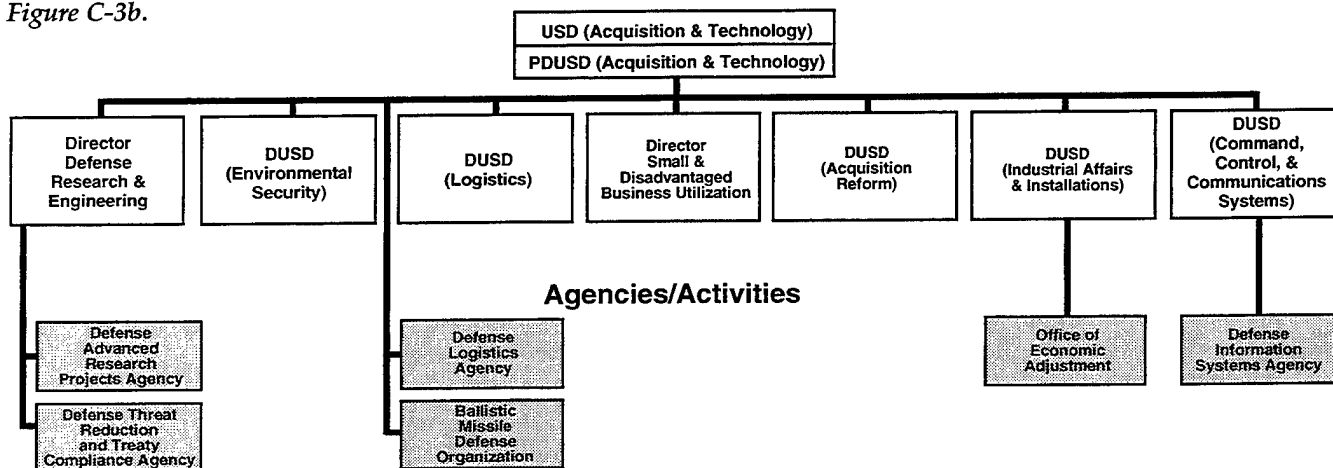 Figure C-3b.
USD (Acquisition & Technology)
PDUSD (Acquisition & Technology)
Director
Defense
Research &
Engineering
DUSD
(Environmental
Security)
DUSD
(Logistics)
Director
Small &
Disadvantaged
Business Utilization
DUSD
(Acquisition
Reform)
DUSD
(Industrial Affairs
& Installations)
DUSD
(Command,
Control, &
Communications
Systems)
Agencies/Activities
Defense
Advanced
Research
Projects Agency
Defense Threat
Reduction
and Treaty
Compliance Agency
Defense
Logistics
Agency
Ballistic
Missile
Defense
Organization
Office of
Economic
Adjustment
Defense
Information
Systems Agency